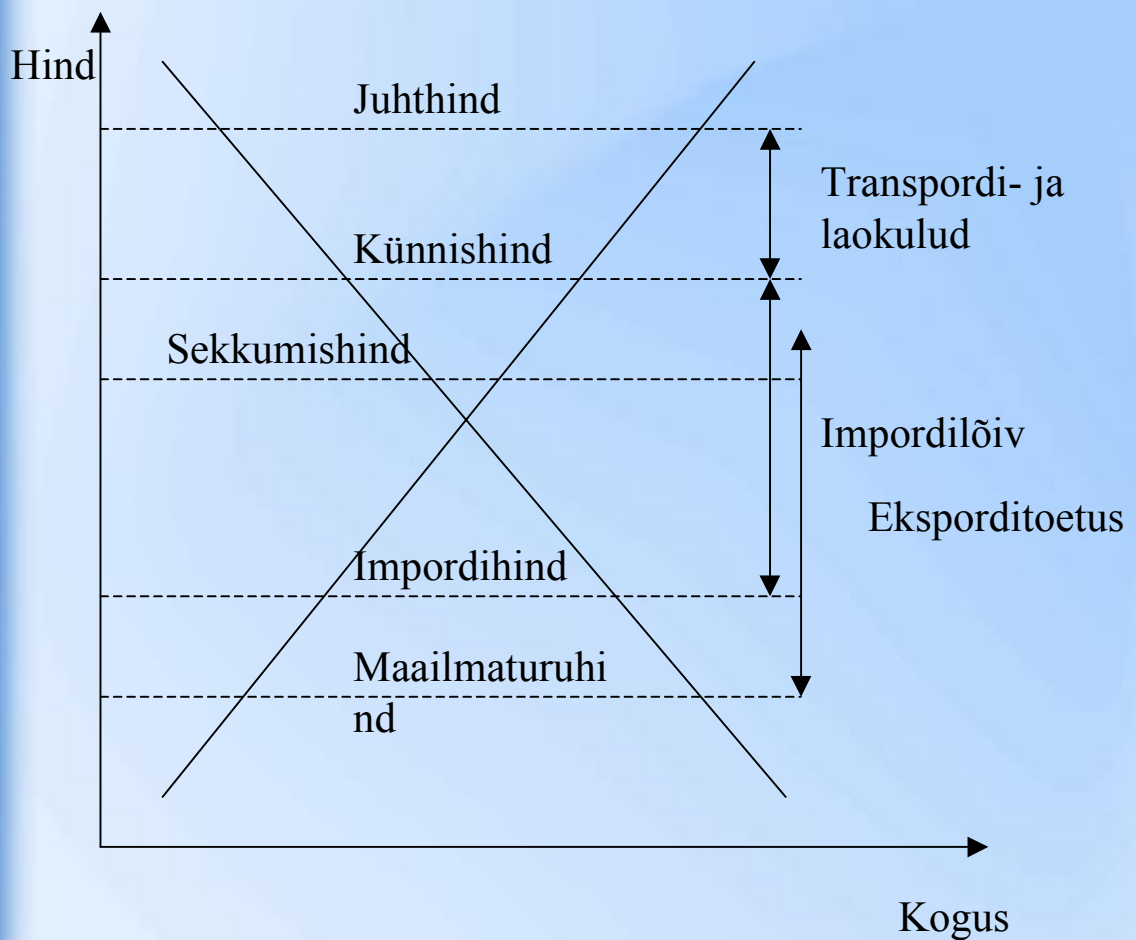 Hind
Juhthind
Transpordi- ja
laokulud
Künnishind
Sekkumishind
Impordilõiv
Eksporditoetus
Impordihind
Maailmaturuhi
nd
Kogus